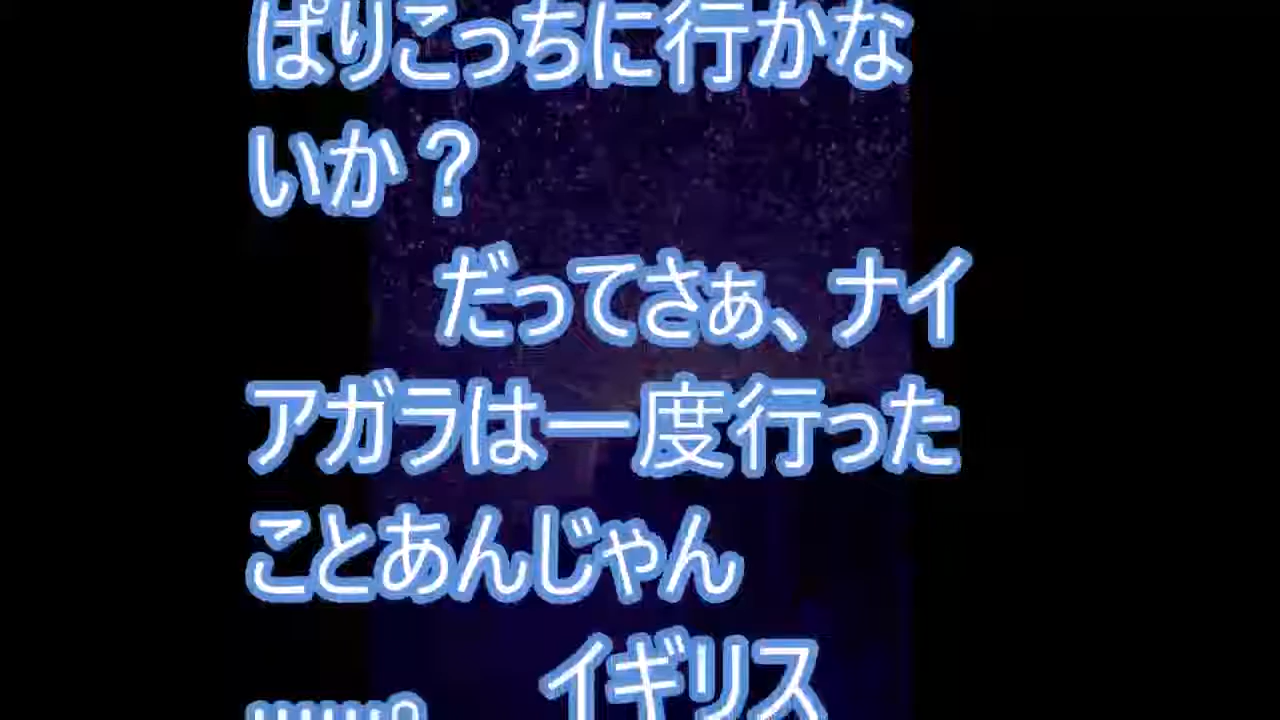 ぱりこっちに行かな
いか？
だってさぁ、ナイ
アガラは一度行った
ことあんじゃん
……。　イギリス